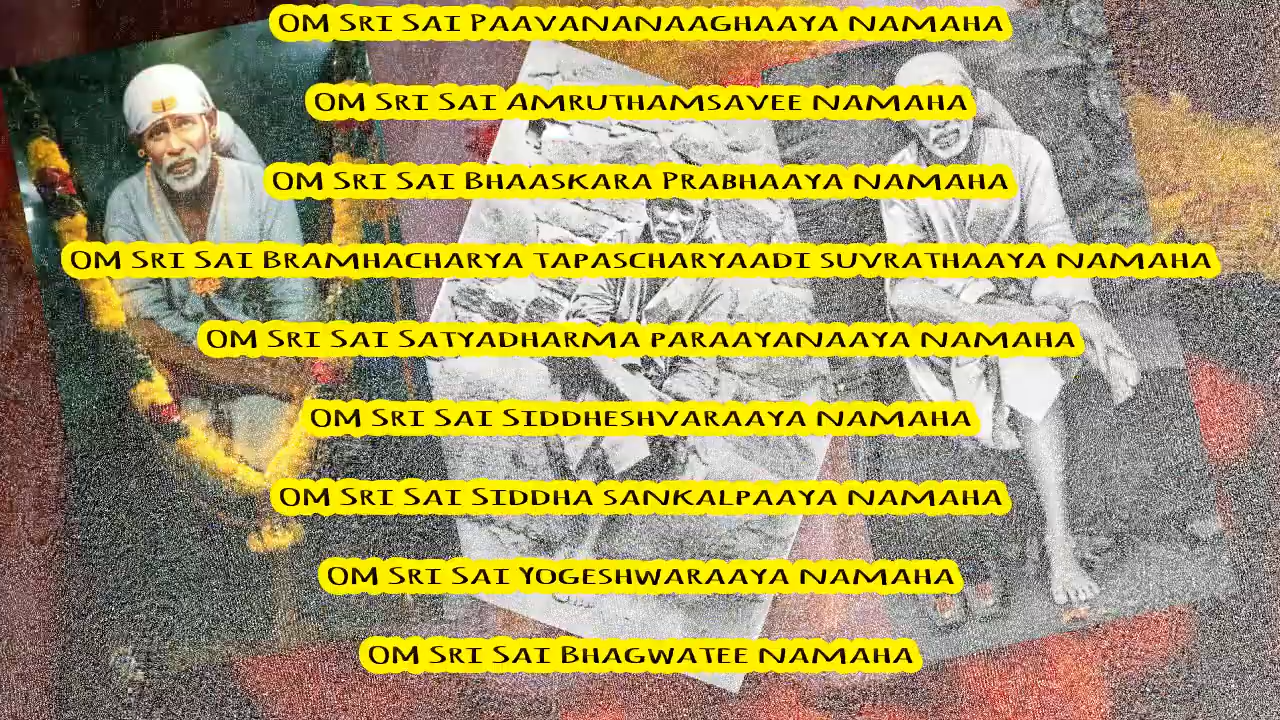 OM Sri Sai Paavananaaghaaya namaha
OM Sri Sai Amruthamsavee namaha
OM Sri Sai Bhaaskara Prabhaaya namaha
OM Sri Sai Bramhacharya tapascharyaadi suvrathaaya namaha
OM Sri Sai Satyadharma paraayanaaya namaha
OM Sri Sai Siddheshvaraaya namaha
OM Sri Sai Siddha sankalpaaya namaha
OM Sri Sai Yogeshwaraaya namaha
OM Sri Sai Bhagwatee namaha